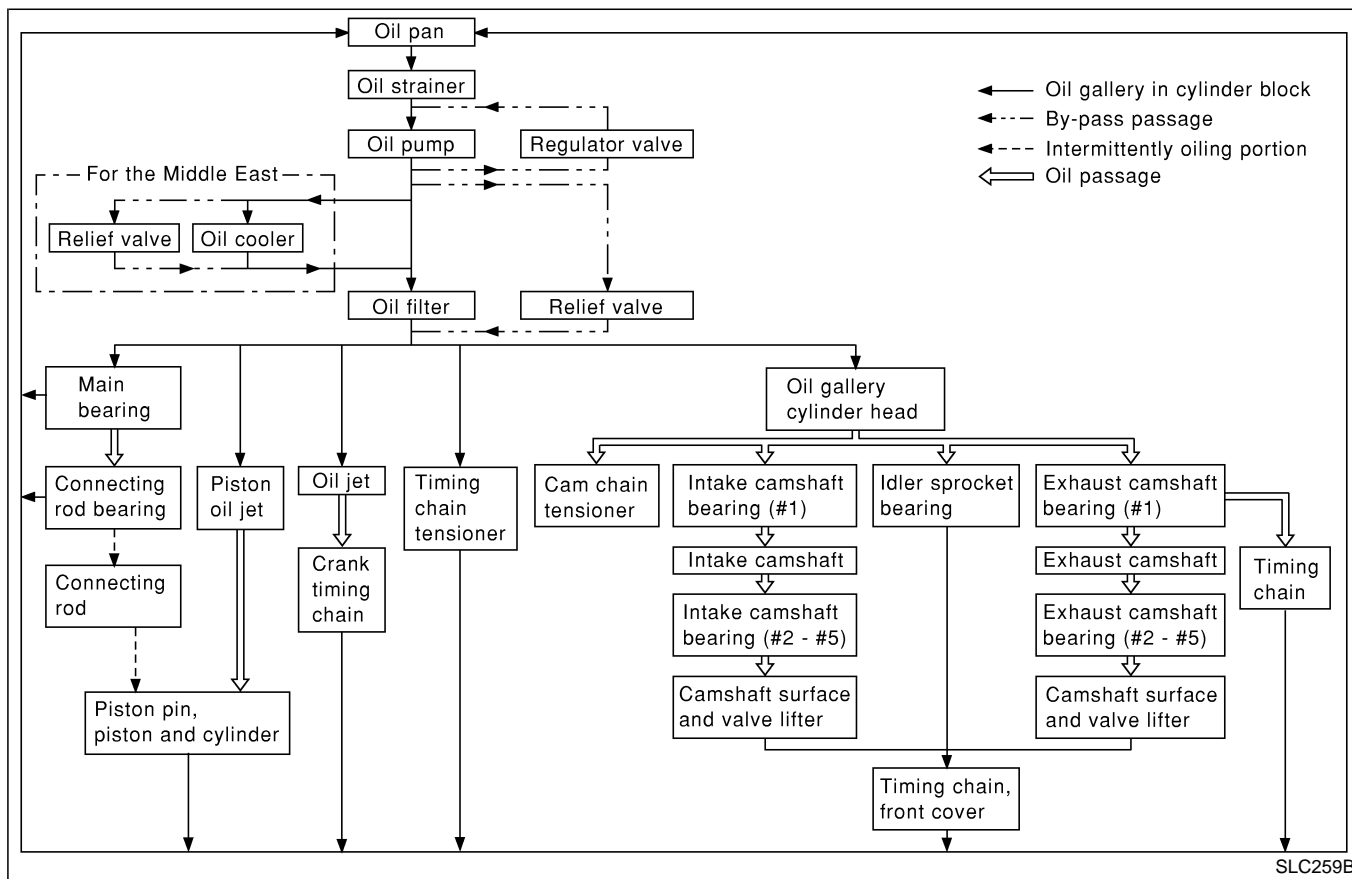 Oil pan
Oil strainer
Oil gallery in cylinder block
By-pass passage
Oil pump
Regulator valve
Intermittently oiling portion
For the Middle East
Oil passage
Relief valve
Oil cooler
Oil filter
Relief valve
Main
bearing
Oil gallery
cylinder head
Connecting
rod bearing
Piston
oil jet
Oil jet
Timing
chain
tensioner
Cam chain
tensioner
Intake camshaft
bearing (#1)
Idler sprocket
bearing
Exhaust camshaft
bearing (#1)
Connecting
rod
Crank
timing
chain
Intake camshaft
Exhaust camshaft
Timing
chain
Intake camshaft
bearing (#2 - #5)
Exhaust camshaft
bearing (#2 - #5)
Piston pin,
piston and cylinder
Camshaft surface
and valve lifter
Camshaft surface
and valve lifter
Timing chain,
front cover
SLC259B